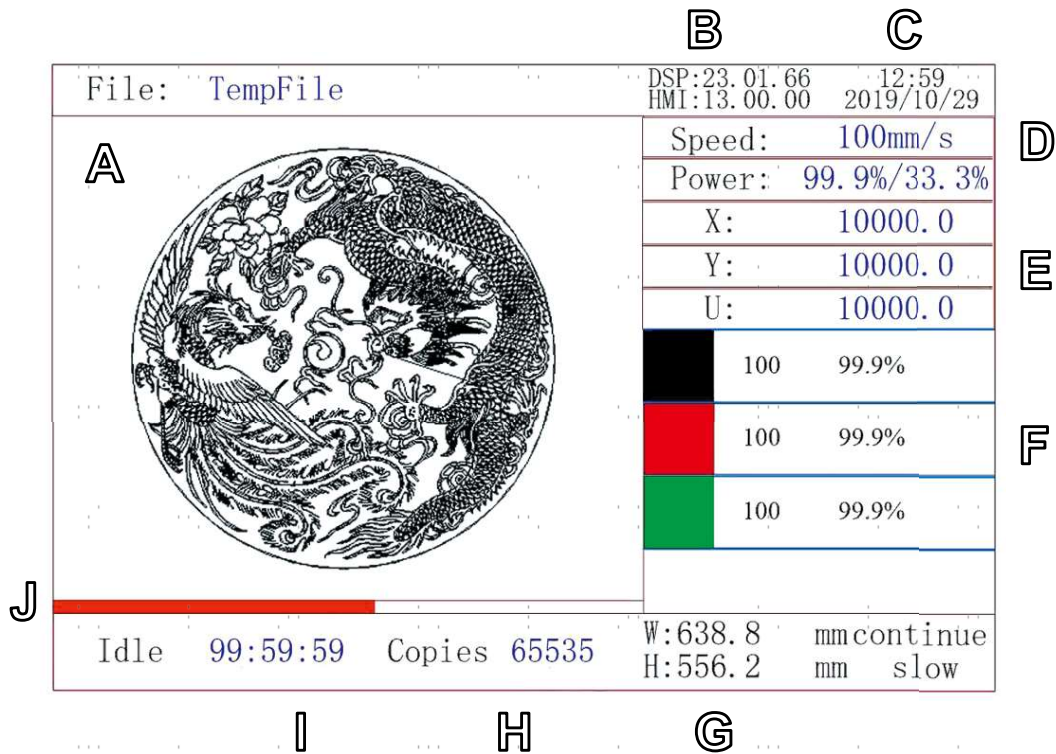 B C
File: TempFile DSP:23.01.66 12:59
HMI:13.00.00 2019/10/29
A Speed: 100mm/s D
Power: 99.9%/33.3%
X: 10000.0
Y: 10000.0 E
U: 10000.0
100 99.9%
100 99.9% F
100 99.9%
J
Idle 99:59:59 Copies 65535 W:638.8 mm continue
H:556.2 mm slow
I H G